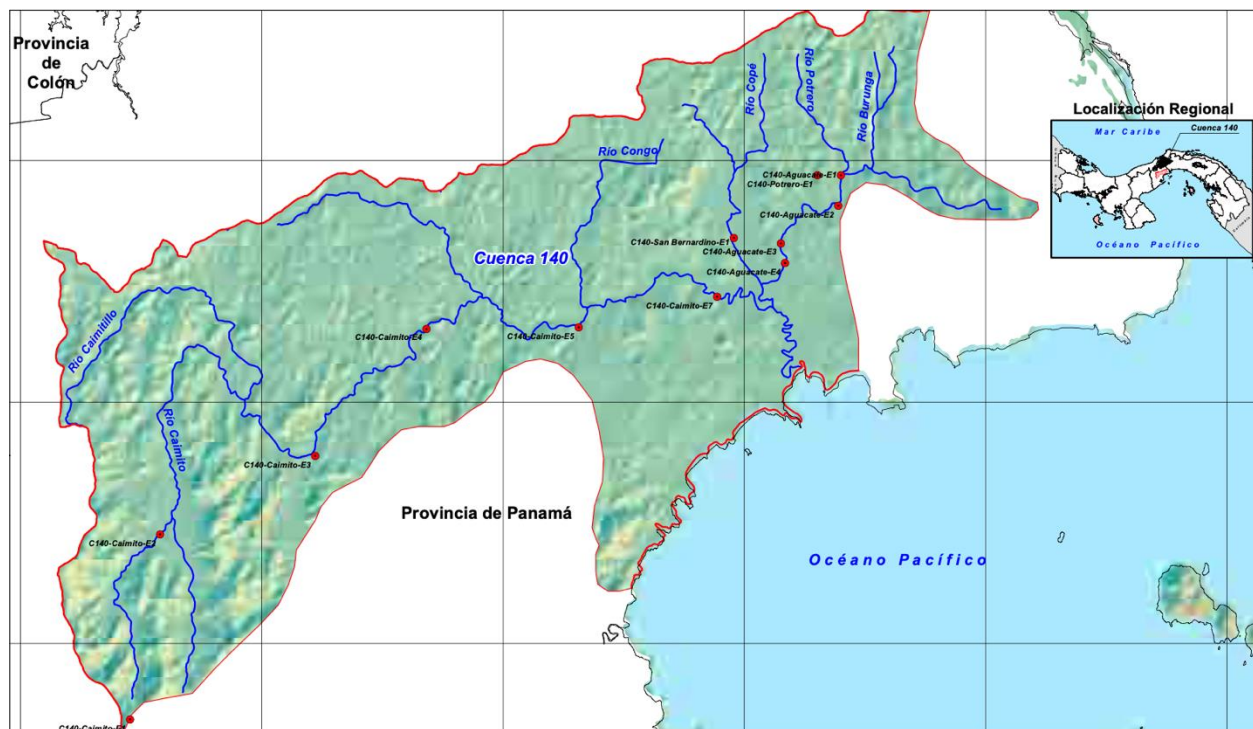 Provincia
de
Colón
Río Copé
Río Potrero
Río Burunga
Localización Regional
Mar Caribe
Cuenca 140
Océano Pacífico
Río Congo
C140-Aguacate-E1
C140-Potrero-E1
C140-Aguacate-E2
C140-San Bernardino-E1
C140-Aguacate-E3
C140-Aguacate-E4
Cuenca 140
C140-Caimito-E7
Río Caimitillo
C140-Caimito-E4
C140-Caimito-E5
Río Caimito
C140-Caimito-E3
Provincia de Panamá
C140-Caimito-E2
Océano Pacífico
C140-Caimito-E1